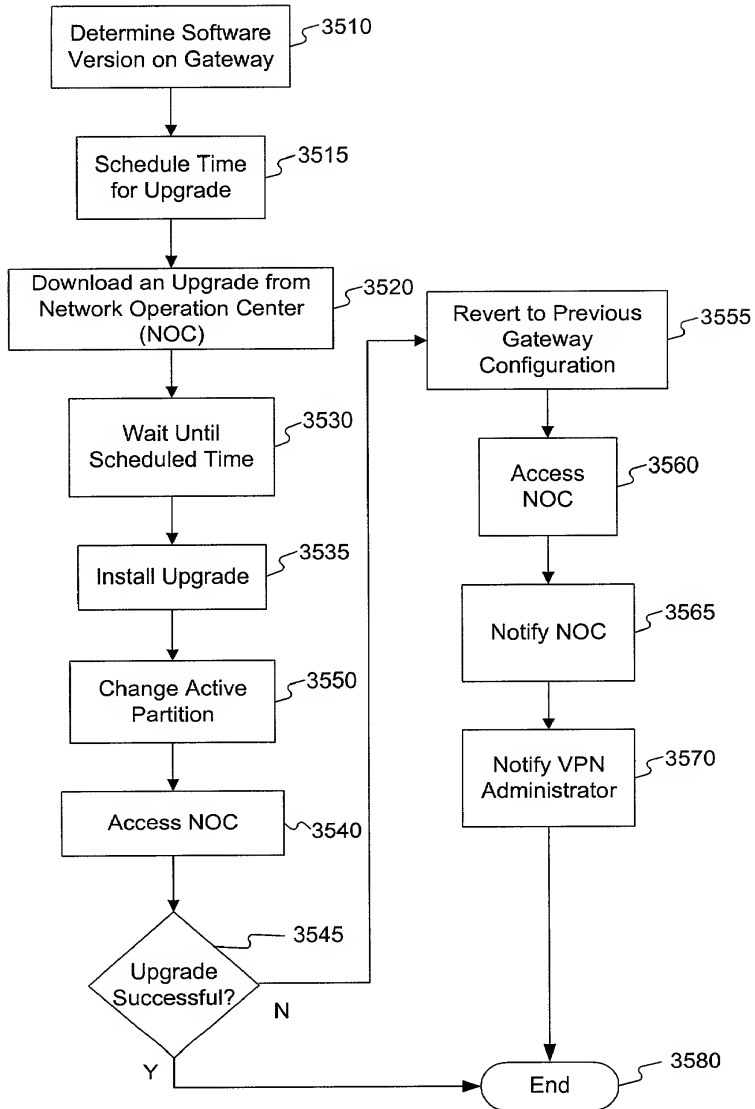 Determine Software
Version on Gateway
3510
Schedule Time
for Upgrade
3515
Download an Upgrade from
Network Operation Center
(NOC)
3520
Wait Until
Scheduled Time
3530
Install Upgrade
3535
Change Active
Partition
3550
Access NOC
3540
Upgrade
Successful?
3545
N
Y
Revert to Previous
Gateway
Configuration
3555
Access
NOC
3560
Notify NOC
3565
Notify VPN
Administrator
3570
End
3580